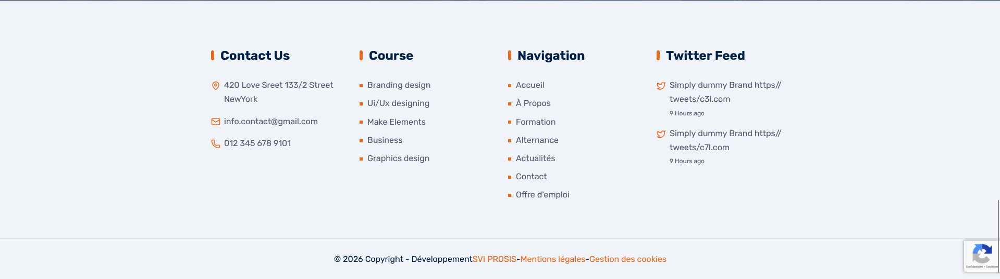 Contact Us
420 Love Sreet 133/2 Street
NewYork
info.contact@gmail.com
012 345 678 9101
Course
Branding design
Ui/Ux designing
Make Elements
Business
Graphics design
Navigation
Accueil
À Propos
Formation
Alternance
Actualités
Contact
Offre d'emploi
Twitter Feed
Simply dummy Brand https//
tweets/c3l.com
9 Hours ago
Simply dummy Brand https//
tweets/c7l.com
9 Hours ago
© 2026 Copyright - DéveloppementSVI PROSIS-Mentions légales-Gestion des cookies
Confidentialité - Conditions